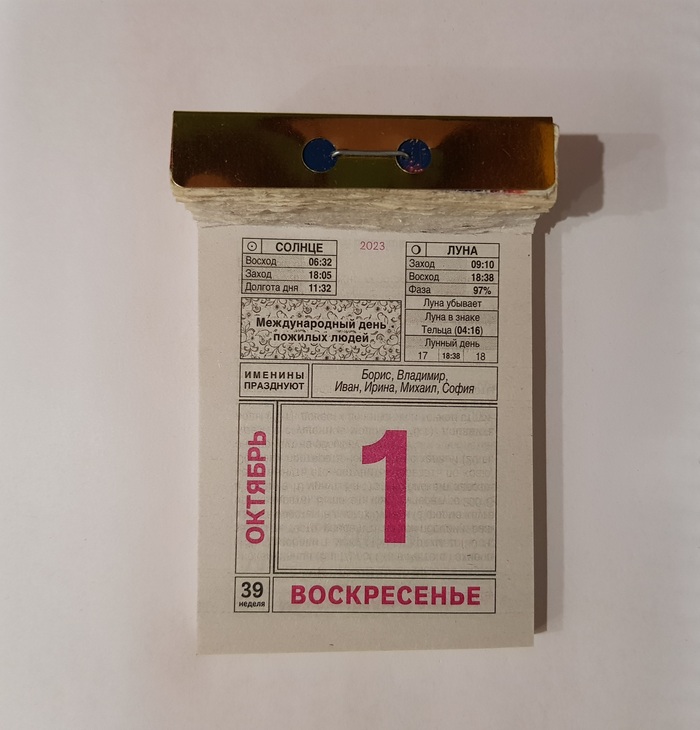 СОЛНЦЕ
Восход 06:32
Заход 18:05
Долгота дня 11:32
2023
ЛУНА
Заход 09:10
Восход 18:38
Фаза 97%
Луна убывает
Луна в знаке
Тельца (04:16)
Лунный день
17 18:38 18
Международный день
пожилых людей
ИМЕНИНЫ
ПРАЗДНУЮТ
Борис, Владимир,
Иван, Ирина, Михаил, София
ОКТЯБРЬ
1
39
неделя
ВОСКРЕСЕНЬЕ